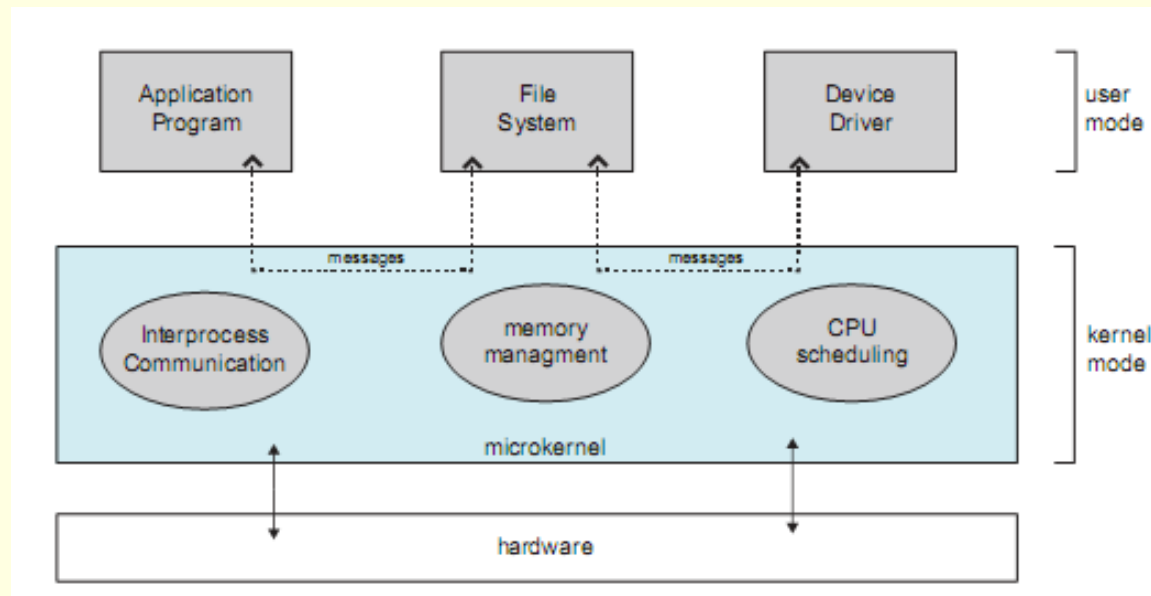 Application
Program
File
System
Device
Driver
user
mode
messages
messages
Interprocess
Communication
memory
managment
CPU
scheduling
kernel
mode
microkernel
hardware